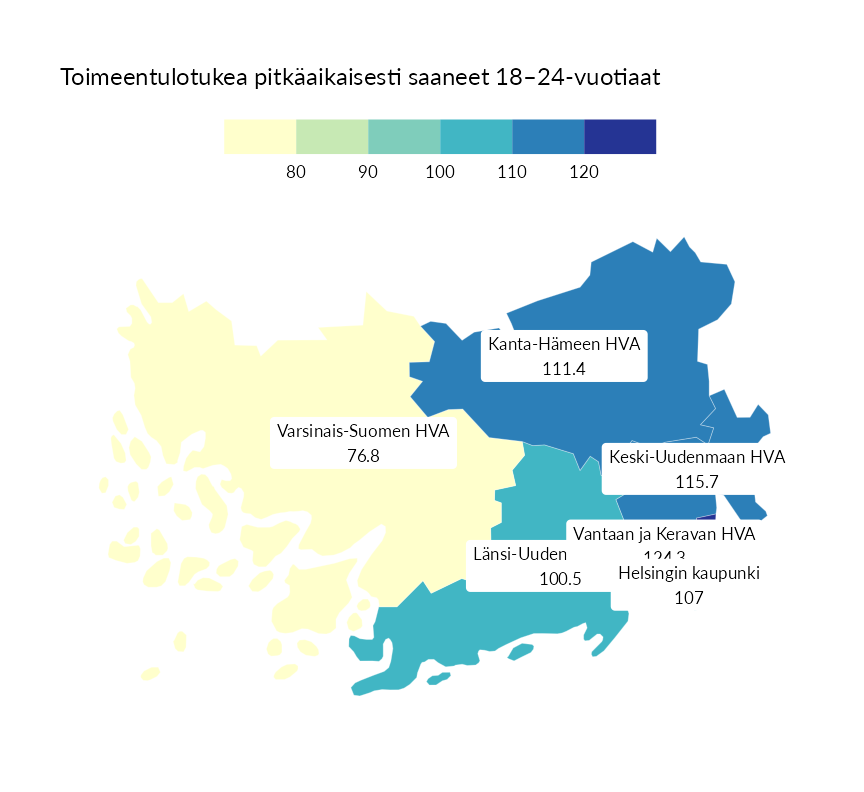 Toimeentulotukea pitkäaikaisesti saaneet 18–24-vuotiaat
80 90 100 110 120
Kanta-Hämeen HVA
111.4
Varsinais-Suomen HVA
76.8
Keski-Uudenmaan HVA
115.7
Vantaan ja Keravan HVA
124.3
Länsi-Uuden
100.5
Helsingin kaupunki
107